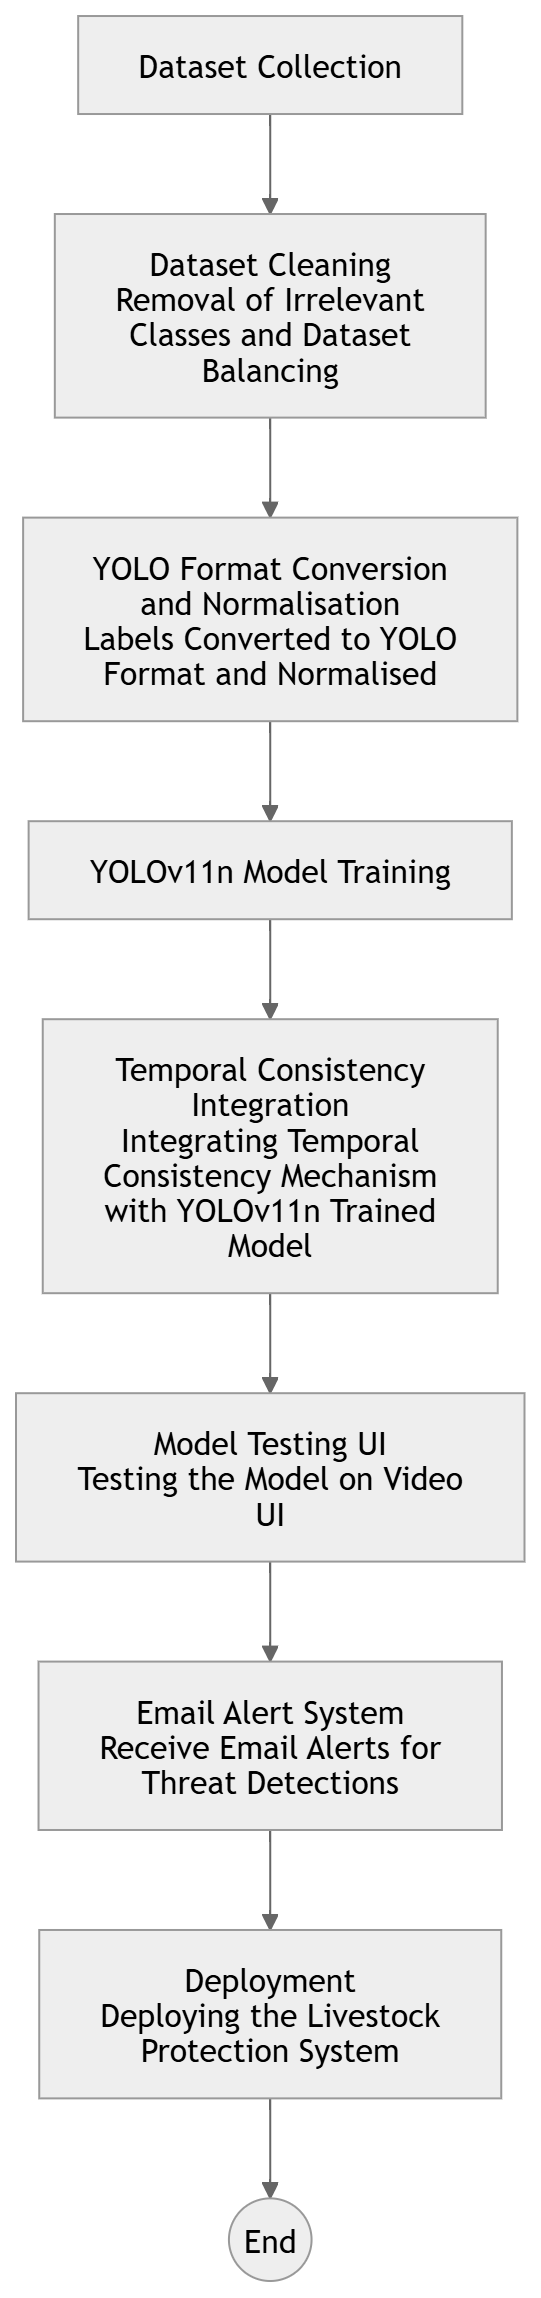 Dataset Collection
Dataset Cleaning
Removal of Irrelevant
Classes and Dataset
Balancing
YOLO Format Conversion
and Normalisation
Labels Converted to YOLO
Format and Normalised
YOLOv11n Model Training
Temporal Consistency
Integration
Integrating Temporal
Consistency Mechanism
with YOLOv11n Trained
Model
Model Testing UI
Testing the Model on Video
UI
Email Alert System
Receive Email Alerts for
Threat Detections
Deployment
Deploying the Livestock
Protection System
End